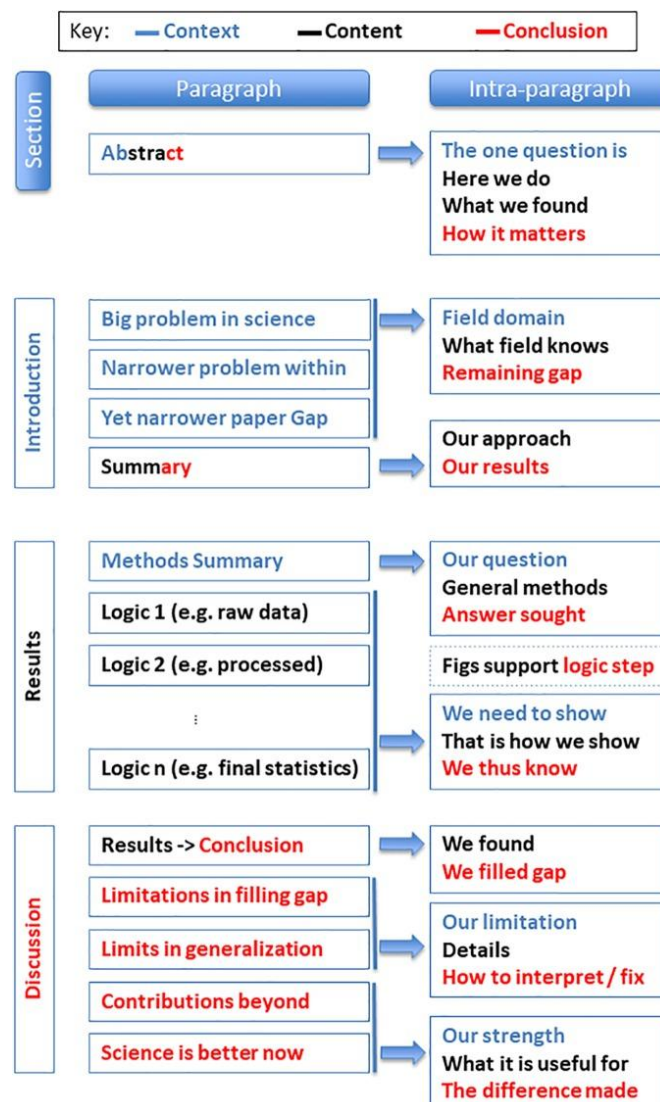 Key: Context Content Conclusion
Section
Paragraph
Intra-paragraph
Abstract
The one question is
Here we do
What we found
How it matters
Introduction
Big problem in science
Narrower problem within
Yet narrower paper Gap
Field domain
What field knows
Remaining gap
Summary
Our approach
Our results
Results
Methods Summary
Our question
General methods
Answer sought
Logic 1 (e.g. raw data)
Logic 2 (e.g. processed)
...
Logic n (e.g. final statistics)
Figs support logic step
We need to show
That is how we show
We thus know
Discussion
Results -> Conclusion
We found
We filled gap
Limitations in filling gap
Limits in generalization
Our limitation
Details
How to interpret / fix
Contributions beyond
Science is better now
Our strength
What it is useful for
The difference made